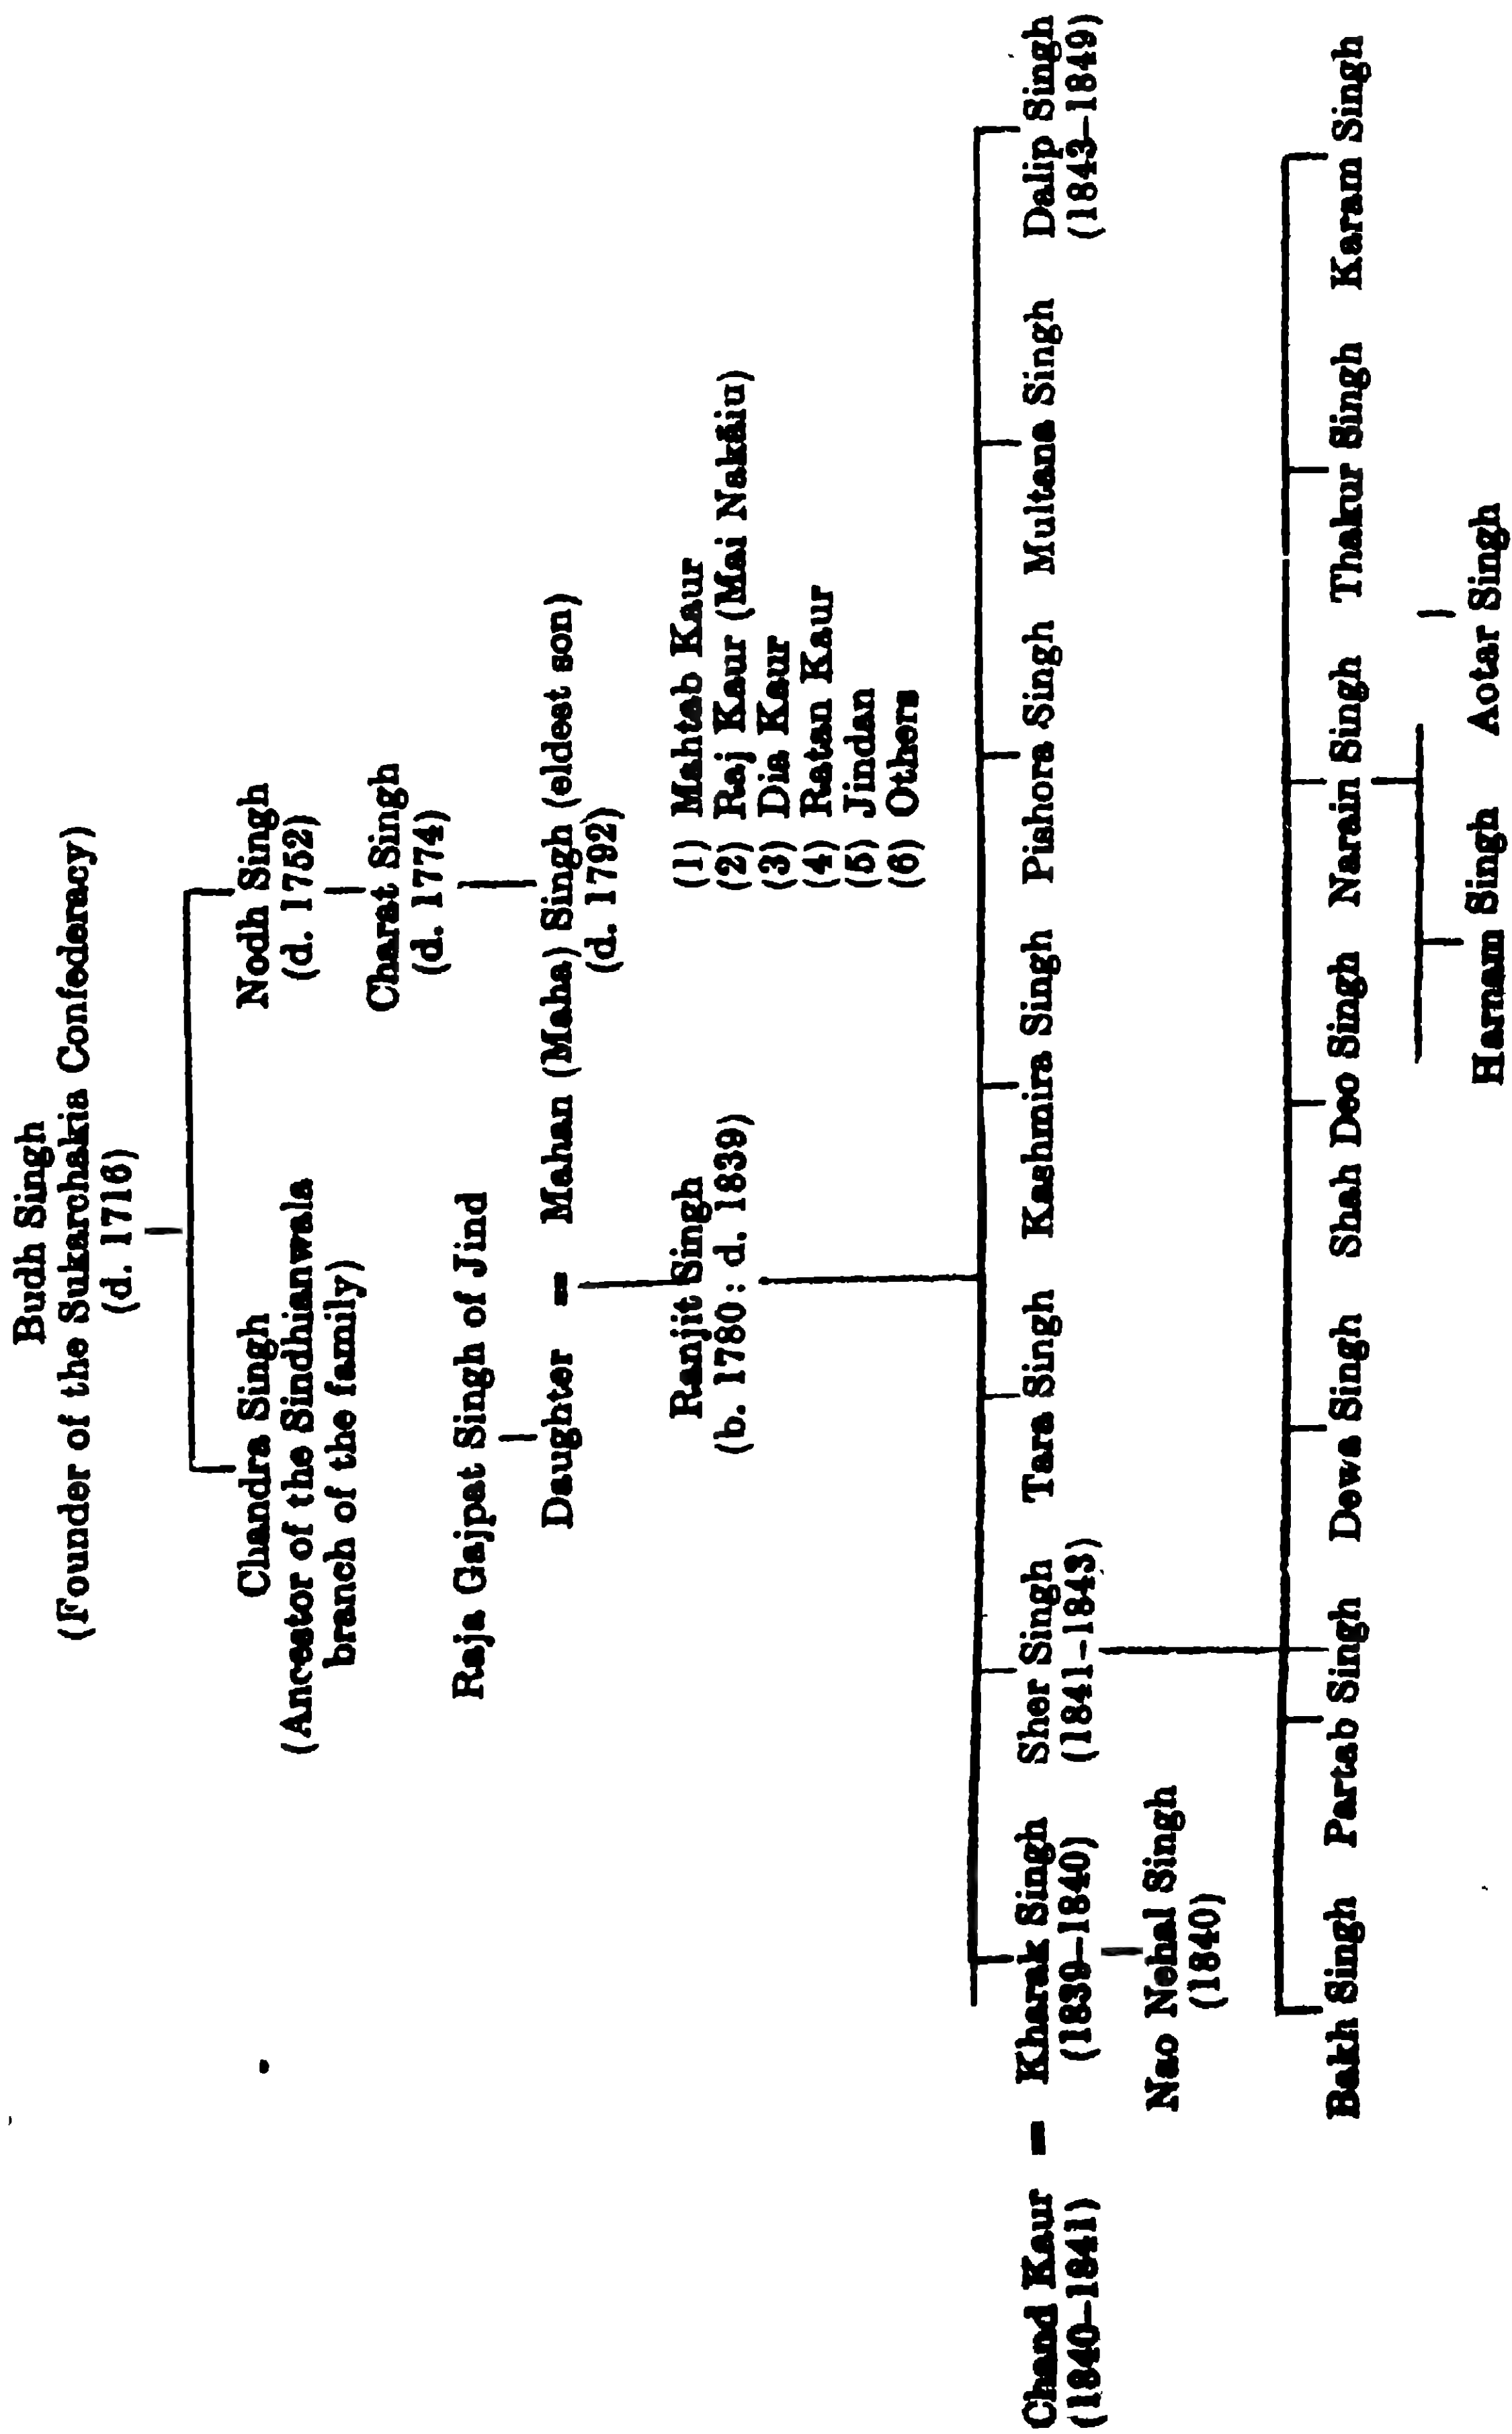 Budh Singh
(Founder of the Sukarchakia Confederacy)
(d. 1716)
Chandra Singh
(Ancestor of the Sindhianwala
branch of the family)
Nodh Singh
(d. 1752)
Charat Singh
(d. 1774)
Raja Gajpat Singh of Jind
Daughter = Mahan (Maha) Singh (eldest son)
(d. 1792)
Ranjit Singh
(b. 1780: d. 1839)
(1) Mahtab Kaur
(2) Raj Kaur (Mai Nakāiu)
(3) Dia Kaur
(4) Ratan Kaur
(5) Jindan
(6) Others
Chand Kaur = Kharak Singh Sher Singh Tara Singh Kashmira Singh Pishora Singh Multana Singh Dalip Singh
(1840–1841) (1839–1840) (1841–1843) (1843–1849)
Nao Nehal Singh
(1840)
Bakh Singh Partab Singh Dewa Singh Shah Deo Singh Narain Singh Thakur Singh Karam Singh
Harnam Singh Aotar Singh